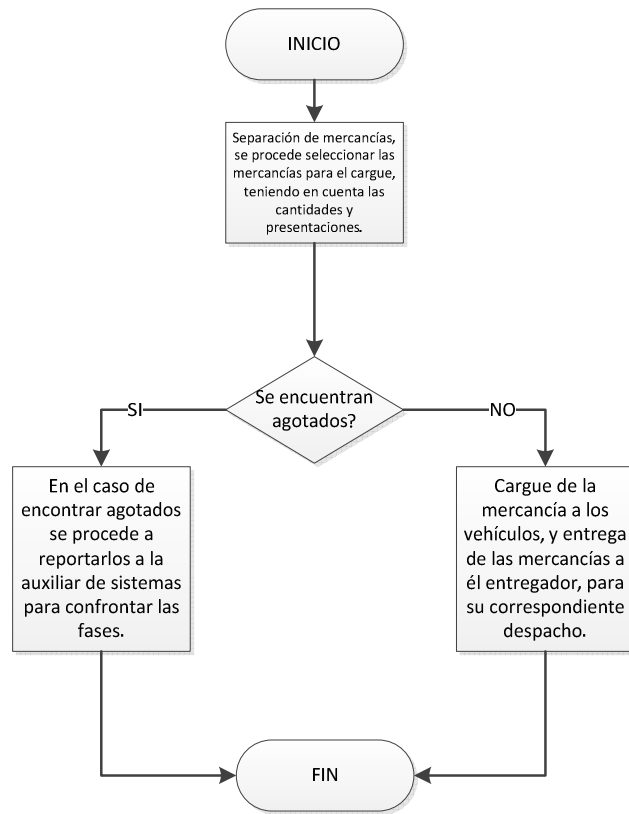 INICIO
Separación de mercancías,
se procede seleccionar las
mercancías para el cargue,
teniendo en cuenta las
cantidades y
presentaciones.
Se encuentran
agotados?
SI
NO
En el caso de
encontrar agotados
se procede a
reportarlos a la
auxiliar de sistemas
para confrontar las
fases.
Cargue de la
mercancía a los
vehículos, y entrega
de las mercancías a
él entregador, para
su correspondiente
despacho.
FIN